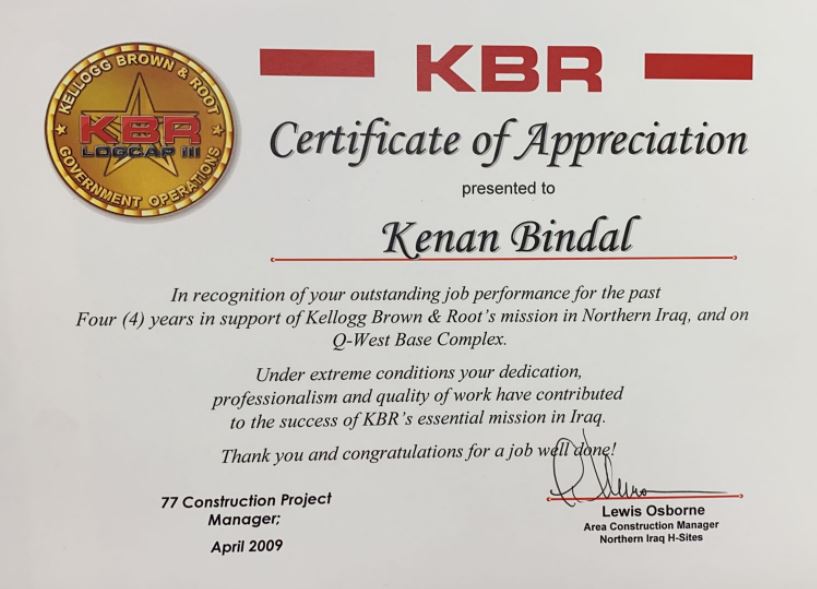 KELLOGG BROWN & ROOT
KBR
LOGCAP III
GOVERNMENT OPERATIONS
KBR
Certificate of Appreciation
presented to
Kenan Bindal
In recognition of your outstanding job performance for the past
Four (4) years in support of Kellogg Brown & Root's mission in Northern Iraq, and on
Q-West Base Complex.
Under extreme conditions your dedication,
professionalism and quality of work have contributed
to the success of KBR's essential mission in Iraq.
Thank you and congratulations for a job well done!
77 Construction Project
Manager;
April 2009
Lewis Osborne
Area Construction Manager
Northern Iraq H-Sites